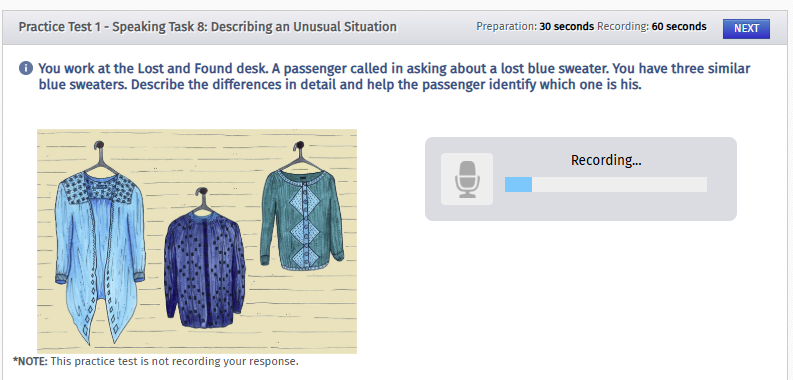 Practice Test 1 - Speaking Task 8: Describing an Unusual Situation
Preparation: 30 seconds Recording: 60 seconds
NEXT
You work at the Lost and Found desk. A passenger called in asking about a lost blue sweater. You have three similar
blue sweaters. Describe the differences in detail and help the passenger identify which one is his.
Recording...
*NOTE: This practice test is not recording your response.